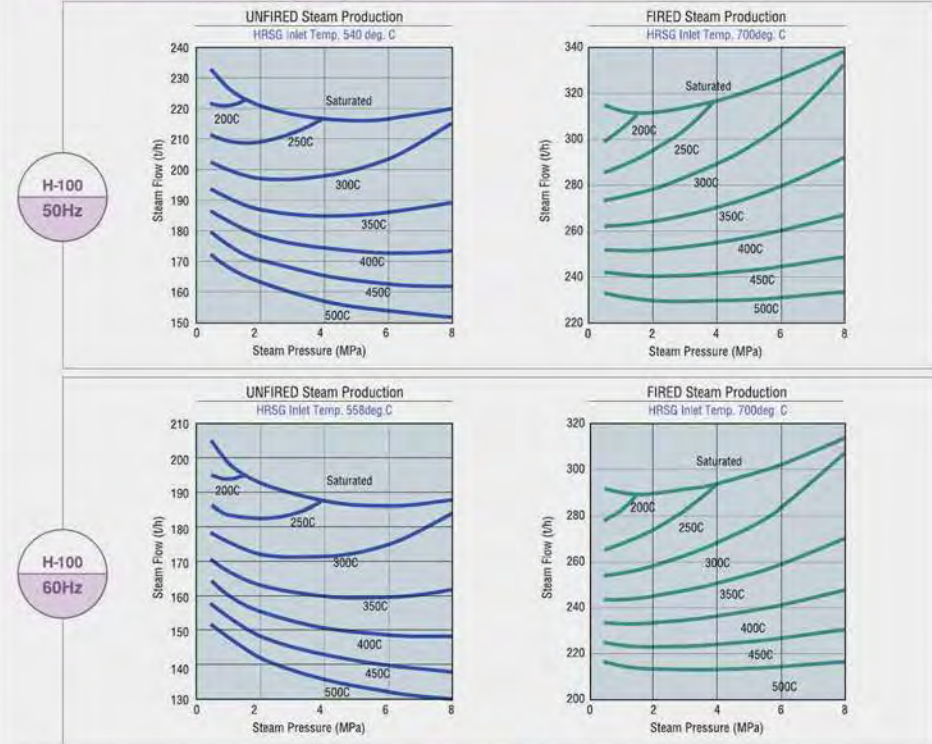 UNFIRED Steam Production
HRSG Inlet Temp. 540 deg. C
240
230
220
210
200
190
180
170
160
150
Steam Flow (t/h)
Saturated
200C
250C
300C
350C
400C
450C
500C
0 2 4 6 8
Steam Pressure (MPa)
FIRED Steam Production
HRSG Inlet Temp. 700deg. C
340
320
300
280
260
240
220
Steam Flow (t/h)
Saturated
200C
250C
300C
350C
400C
450C
500C
0 2 4 6 8
Steam Pressure (MPa)
H-100
50Hz
UNFIRED Steam Production
HRSG Inlet Temp. 558deg.C
210
200
190
180
170
160
150
140
130
Steam Flow (t/h)
Saturated
200C
250C
300C
350C
400C
450C
500C
0 2 4 6 8
Steam Pressure (MPa)
FIRED Steam Production
HRSG Inlet Temp. 700deg. C
320
300
280
260
240
220
200
Steam Flow (t/h)
Saturated
200C
250C
300C
350C
400C
450C
500C
0 2 4 6 8
Steam Pressure (MPa)
H-100
60Hz